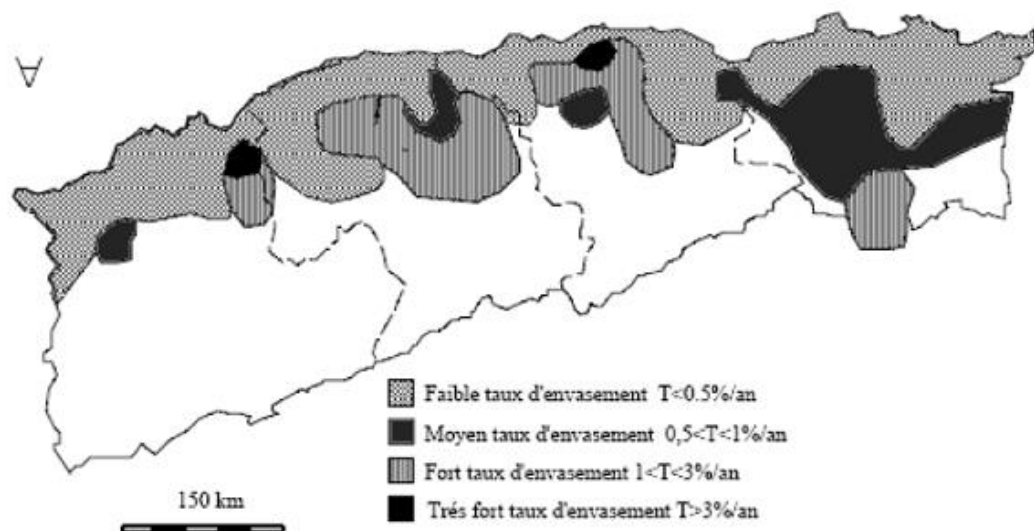 Faible taux d'envasement T<0.5%/an
Moyen taux d'envasement 0,5<T<1%/an
Fort taux d'envasement 1<T<3%/an
Trés fort taux d'envasement T>3%/an
150 km